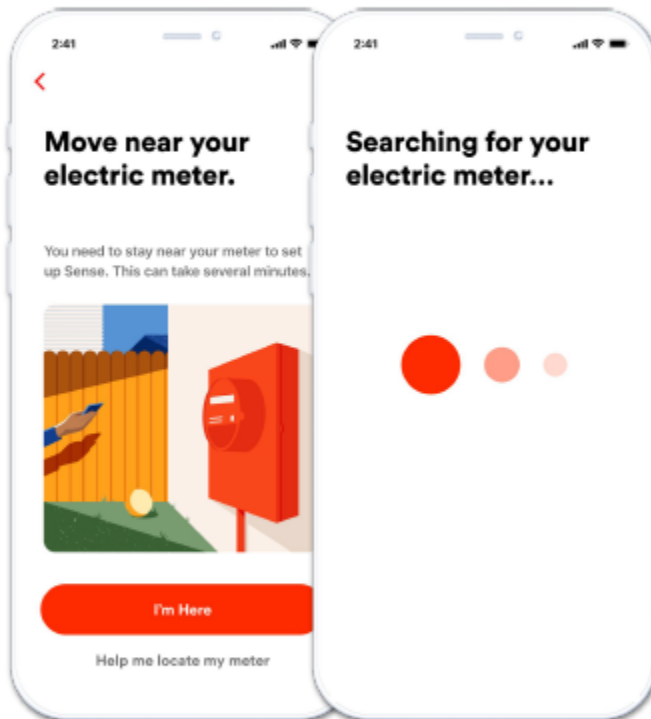 2:41
Move near your
electric meter.
You need to stay near your meter to set
up Sense. This can take several minutes.
I'm Here
Help me locate my meter
2:41
Searching for your
electric meter...